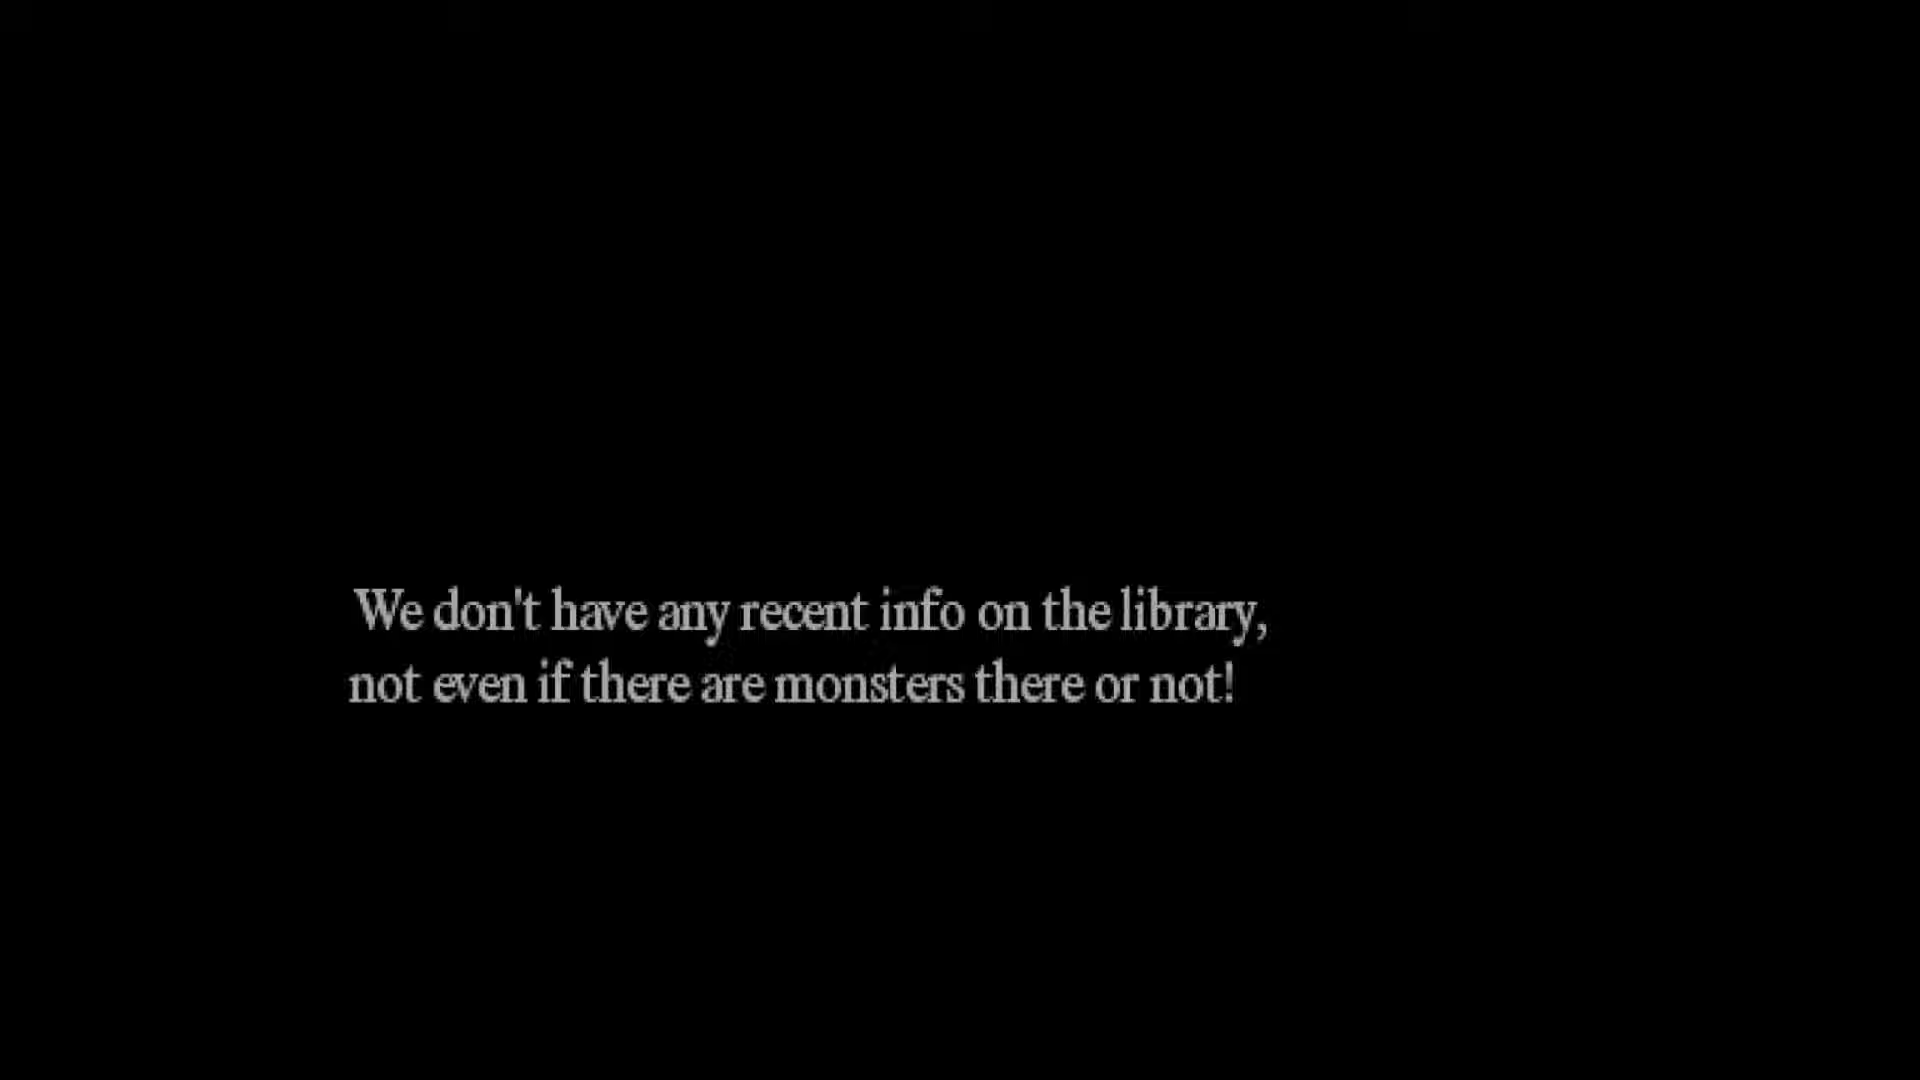 We don't have any recent info on the library,
not even if there are monsters there or not!